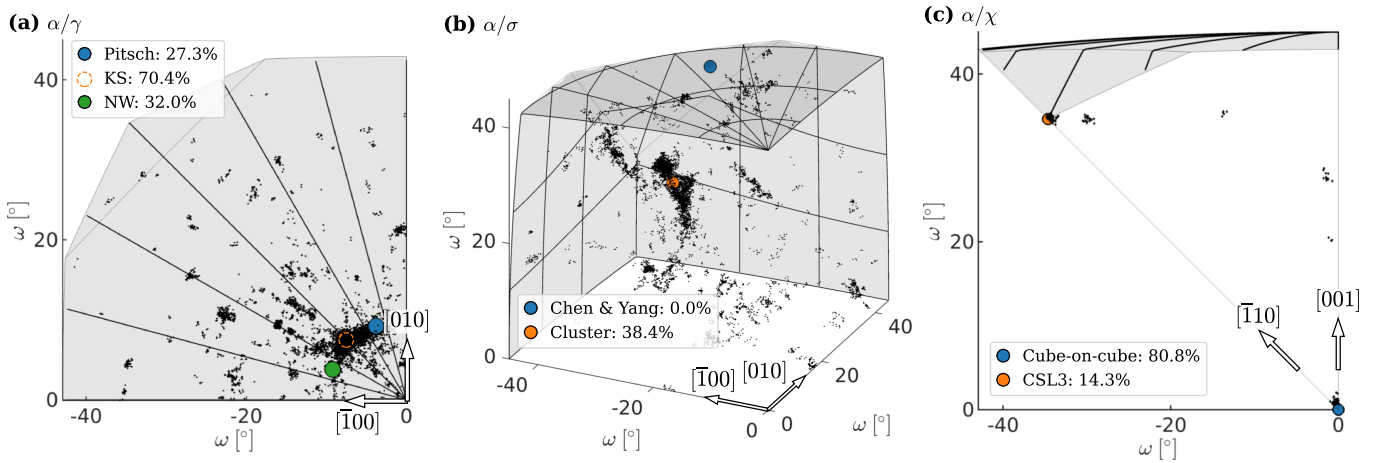 (a) α/γ
Pitsch: 27.3%
KS: 70.4%
NW: 32.0%
40
20
0
ω [°]
-40
-20
0
ω [°]
[010]
[1̅00]
(b) α/σ
40
20
0
ω [°]
Chen & Yang: 0.0%
Cluster: 38.4%
-40
-20
0
ω [°]
[1̅00]
[010]
0
20
40
ω [°]
(c) α/χ
40
20
0
ω [°]
Cube-on-cube: 80.8%
CSL3: 14.3%
[1̅10]
[001]
-40
-20
0
ω [°]